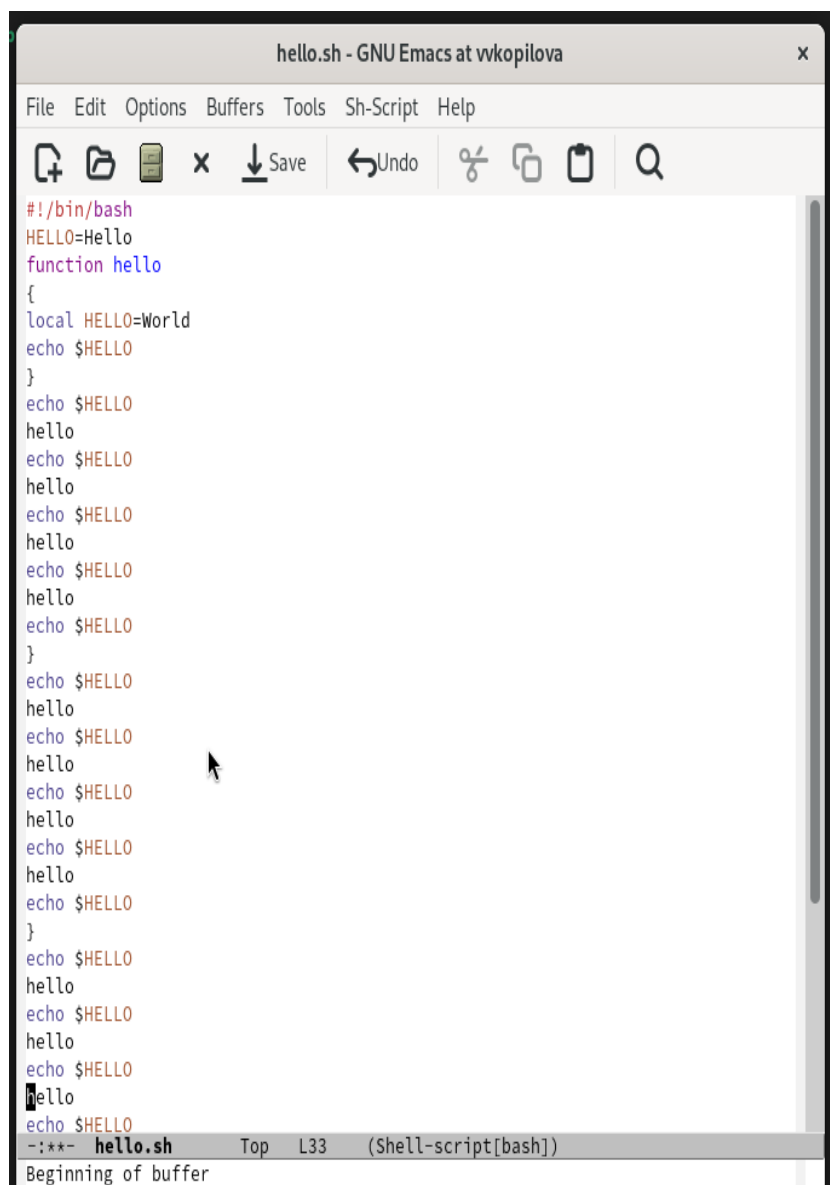 hello.sh - GNU Emacs at vvkopilova
File Edit Options Buffers Tools Sh-Script Help
Save Undo
#!/bin/bash
HELLO=Hello
function hello
{
local HELLO=World
echo $HELLO
}
echo $HELLO
hello
echo $HELLO
hello
echo $HELLO
hello
echo $HELLO
hello
echo $HELLO
}
echo $HELLO
hello
echo $HELLO
hello
echo $HELLO
hello
echo $HELLO
hello
echo $HELLO
}
echo $HELLO
hello
echo $HELLO
hello
echo $HELLO
hello
echo $HELLO
-:**- hello.sh Top L33 (Shell-script[bash])
Beginning of buffer